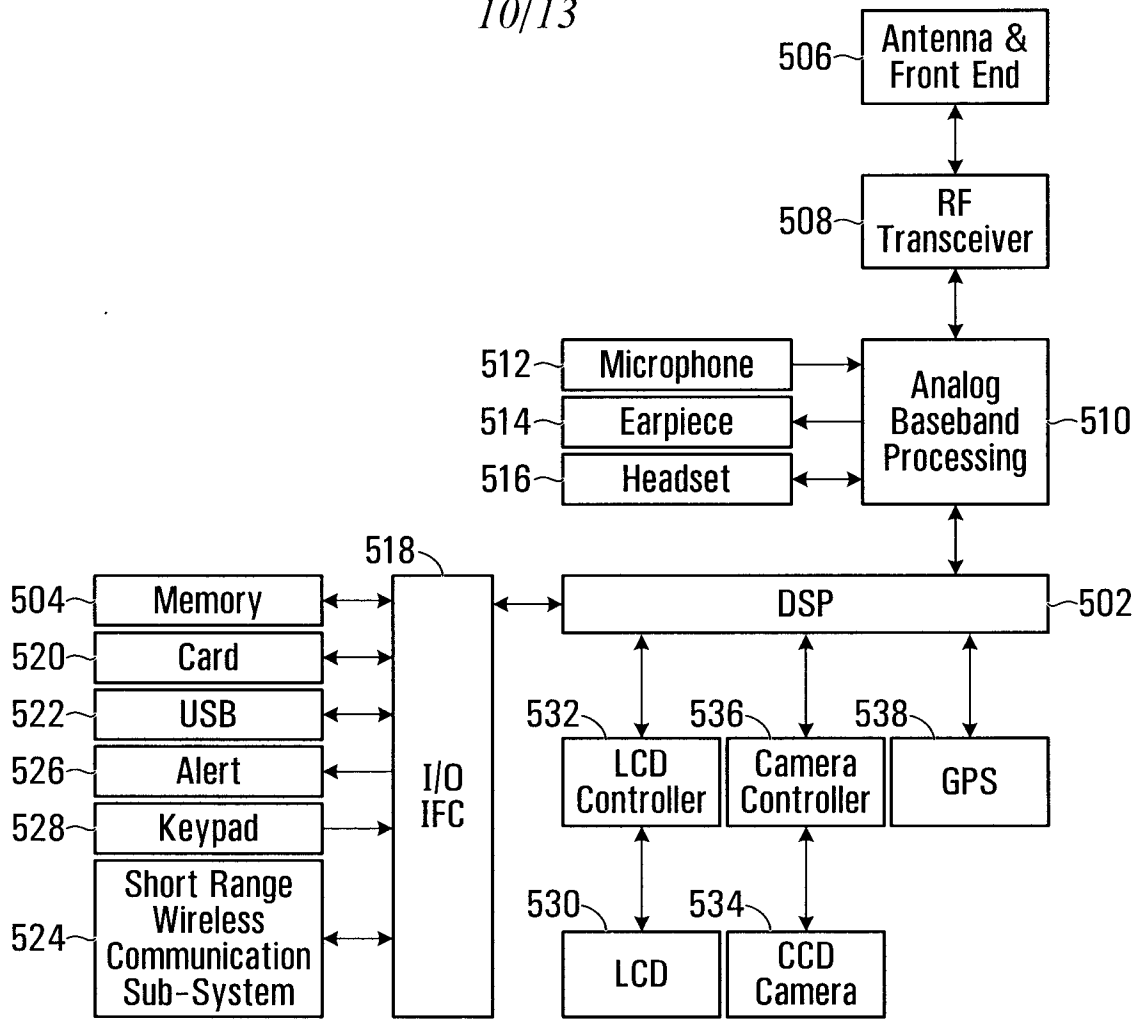 10/13
506
Antenna &
Front End
508
RF
Transceiver
512
Microphone
514
Earpiece
516
Headset
Analog
Baseband
Processing
510
518
504
Memory
520
Card
522
USB
526
Alert
528
Keypad
524
Short Range
Wireless
Communication
Sub-System
I/O
IFC
DSP
502
532
LCD
Controller
536
Camera
Controller
538
GPS
530
LCD
534
CCD
Camera